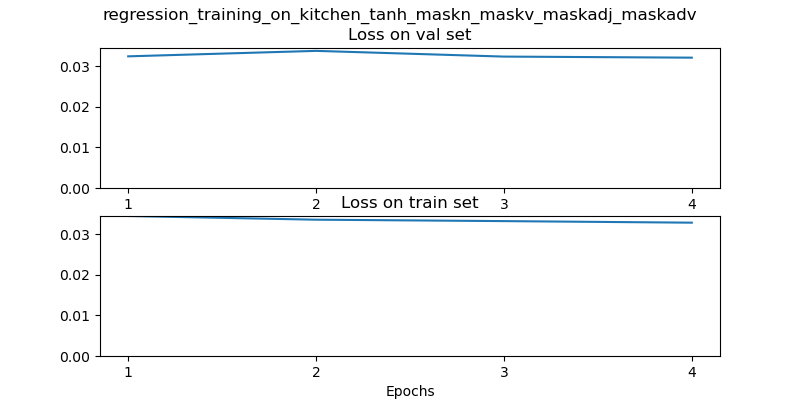 regression_training_on_kitchen_tanh_maskn_maskv_maskadj_maskadv
Loss on val set
0.03
0.02
0.01
0.00
1 2 3 4
Loss on train set
0.03
0.02
0.01
0.00
1 2 3 4
Epochs